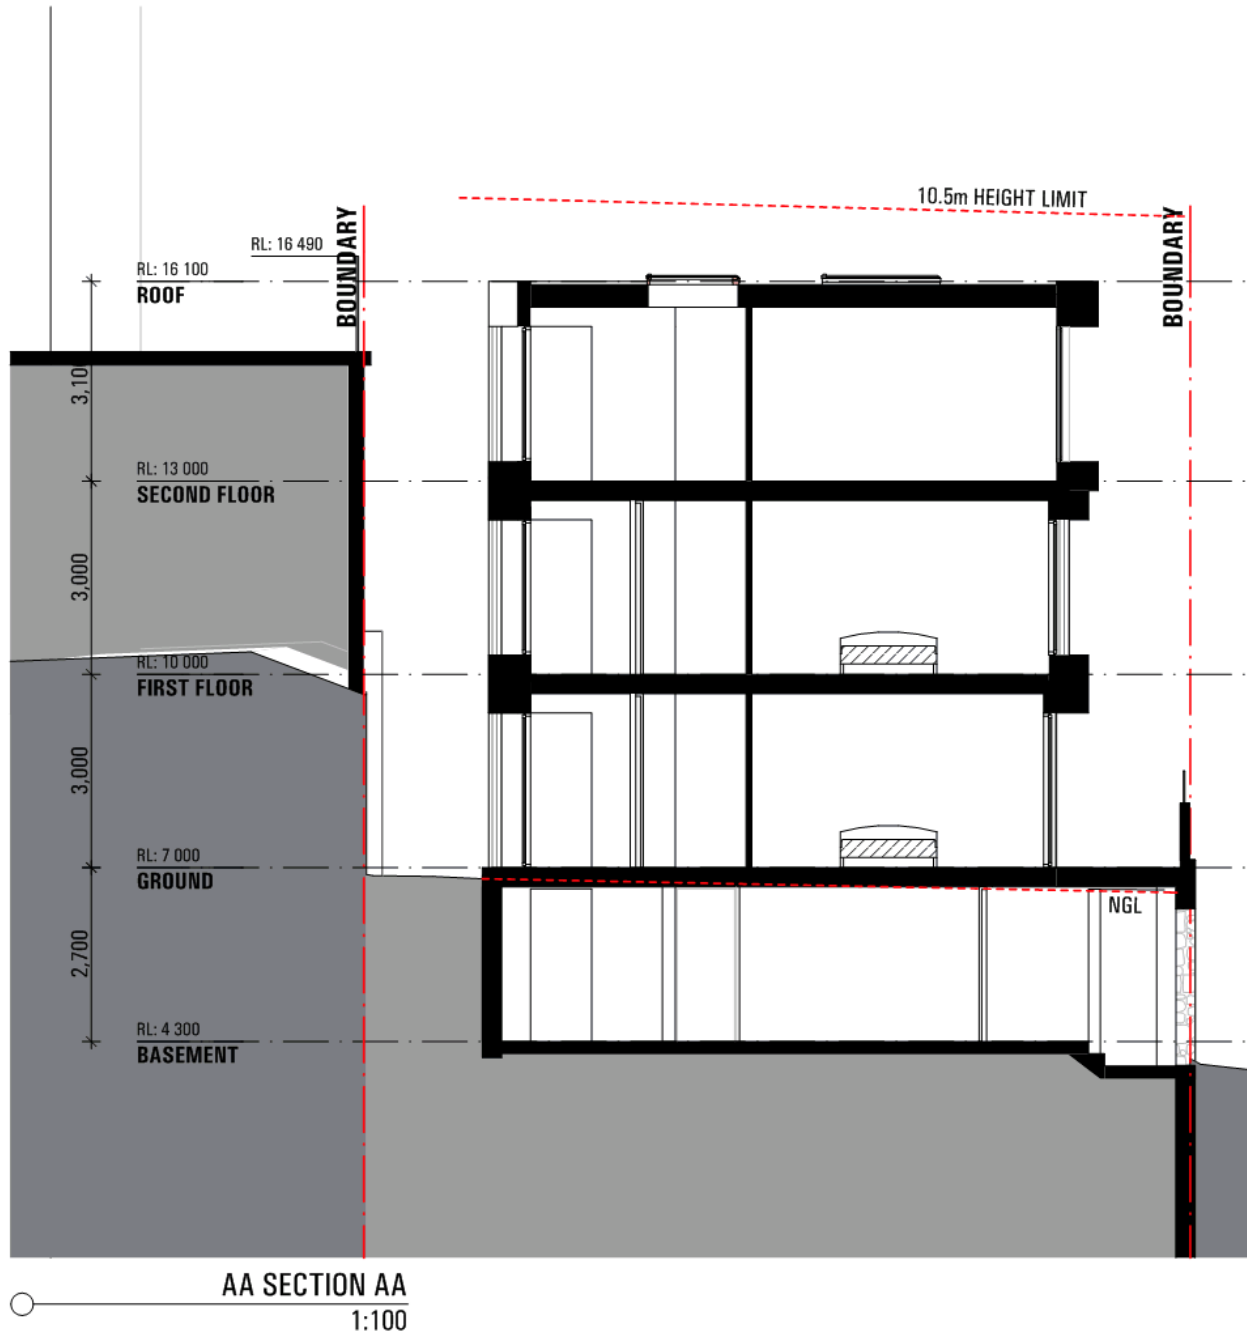 10.5m HEIGHT LIMIT
BOUNDARY
BOUNDARY
RL: 16 490
RL: 16 100
ROOF
3,10
RL: 13 000
SECOND FLOOR
3,000
RL: 10 000
FIRST FLOOR
3,000
RL: 7 000
GROUND
NGL
2,700
RL: 4 300
BASEMENT
AA SECTION AA
1:100